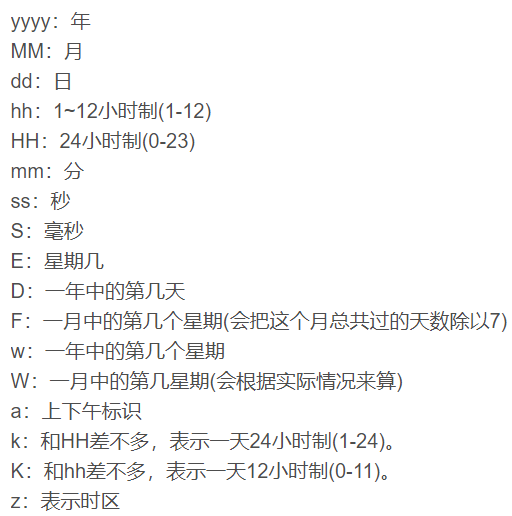 yyyy：年
MM：月
dd：日
hh：1~12小时制(1-12)
HH：24小时制(0-23)
mm：分
ss：秒
S：毫秒
E：星期几
D：一年中的第几天
F：一月中的第几个星期(会把这个月总共过的天数除以7)
w：一年中的第几个星期
W：一月中的第几星期(会根据实际情况来算)
a：上下午标识
k：和HH差不多，表示一天24小时制(1-24)。
K：和hh差不多，表示一天12小时制(0-11)。
z：表示时区